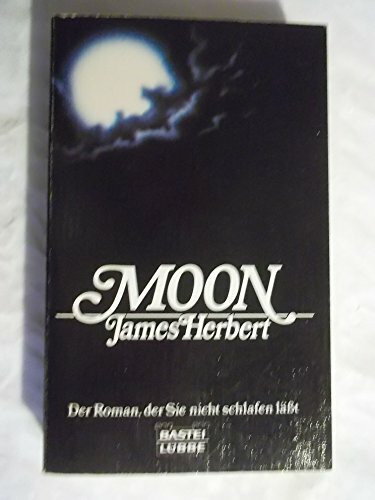 MOON
James Herbert
Der Roman, der Sie nicht schlafen läßt
BASTEI
LÜBBE